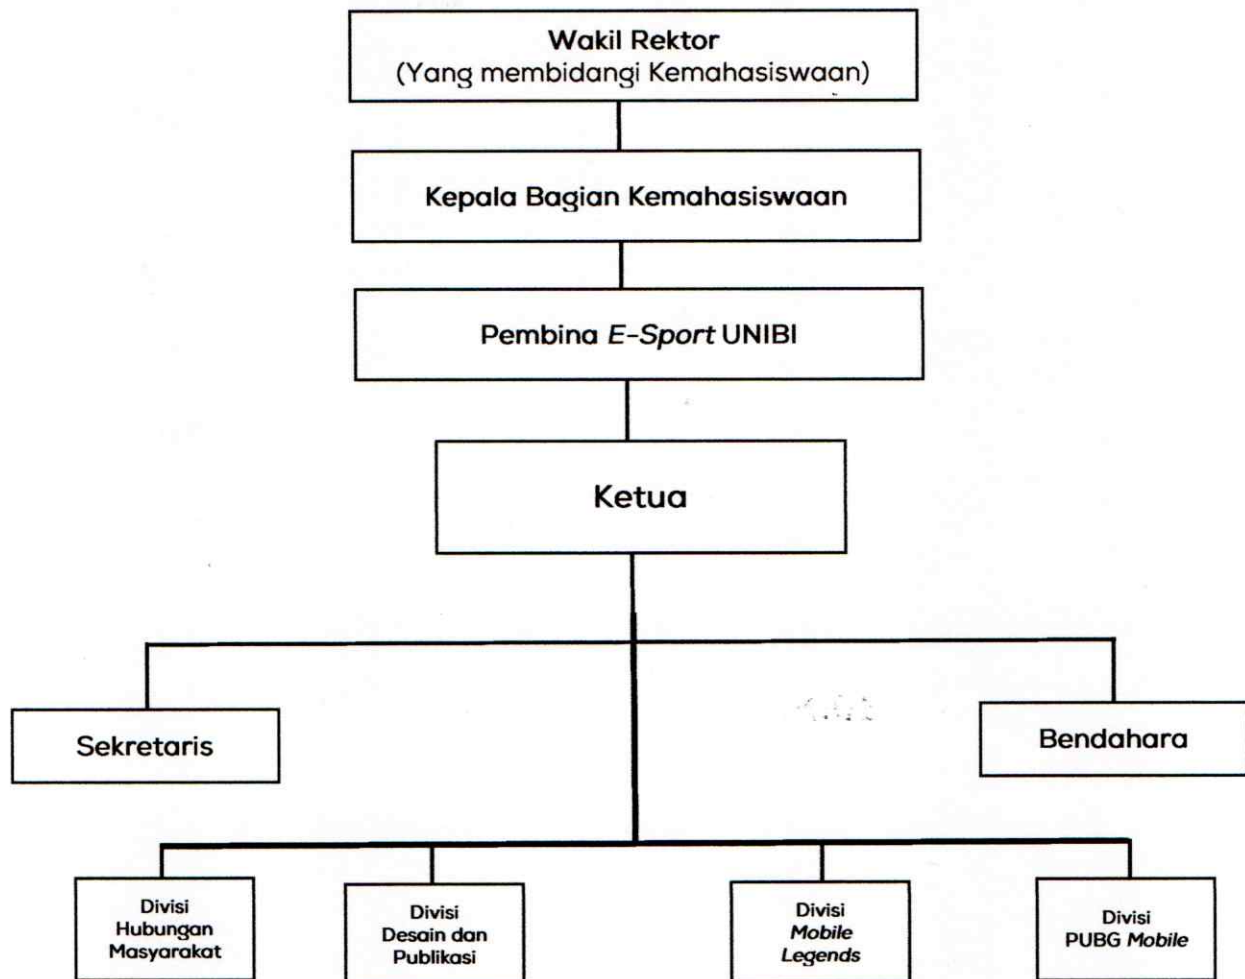 Wakil Rektor
(Yang membidangi Kemahasiswaan)
Kepala Bagian Kemahasiswaan
Pembina E-Sport UNIBI
Ketua
Sekretaris
Bendahara
Divisi
Hubungan
Masyarakat
Divisi
Desain dan
Publikasi
Divisi
Mobile
Legends
Divisi
PUBG Mobile